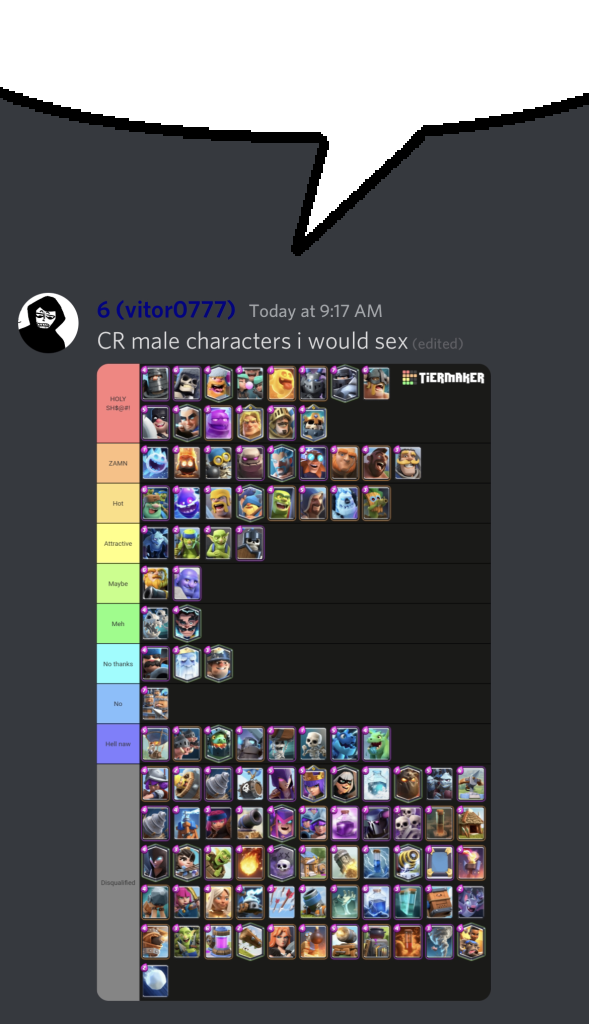 6 (vitor0777) Today at 9:17 AM
CR male characters i would sex (edited)
TIERMAKER
HOLY
SH$@#!
ZAMN
Hot
Attractive
Maybe
Meh
No thanks
No
Hell naw
Disqualified